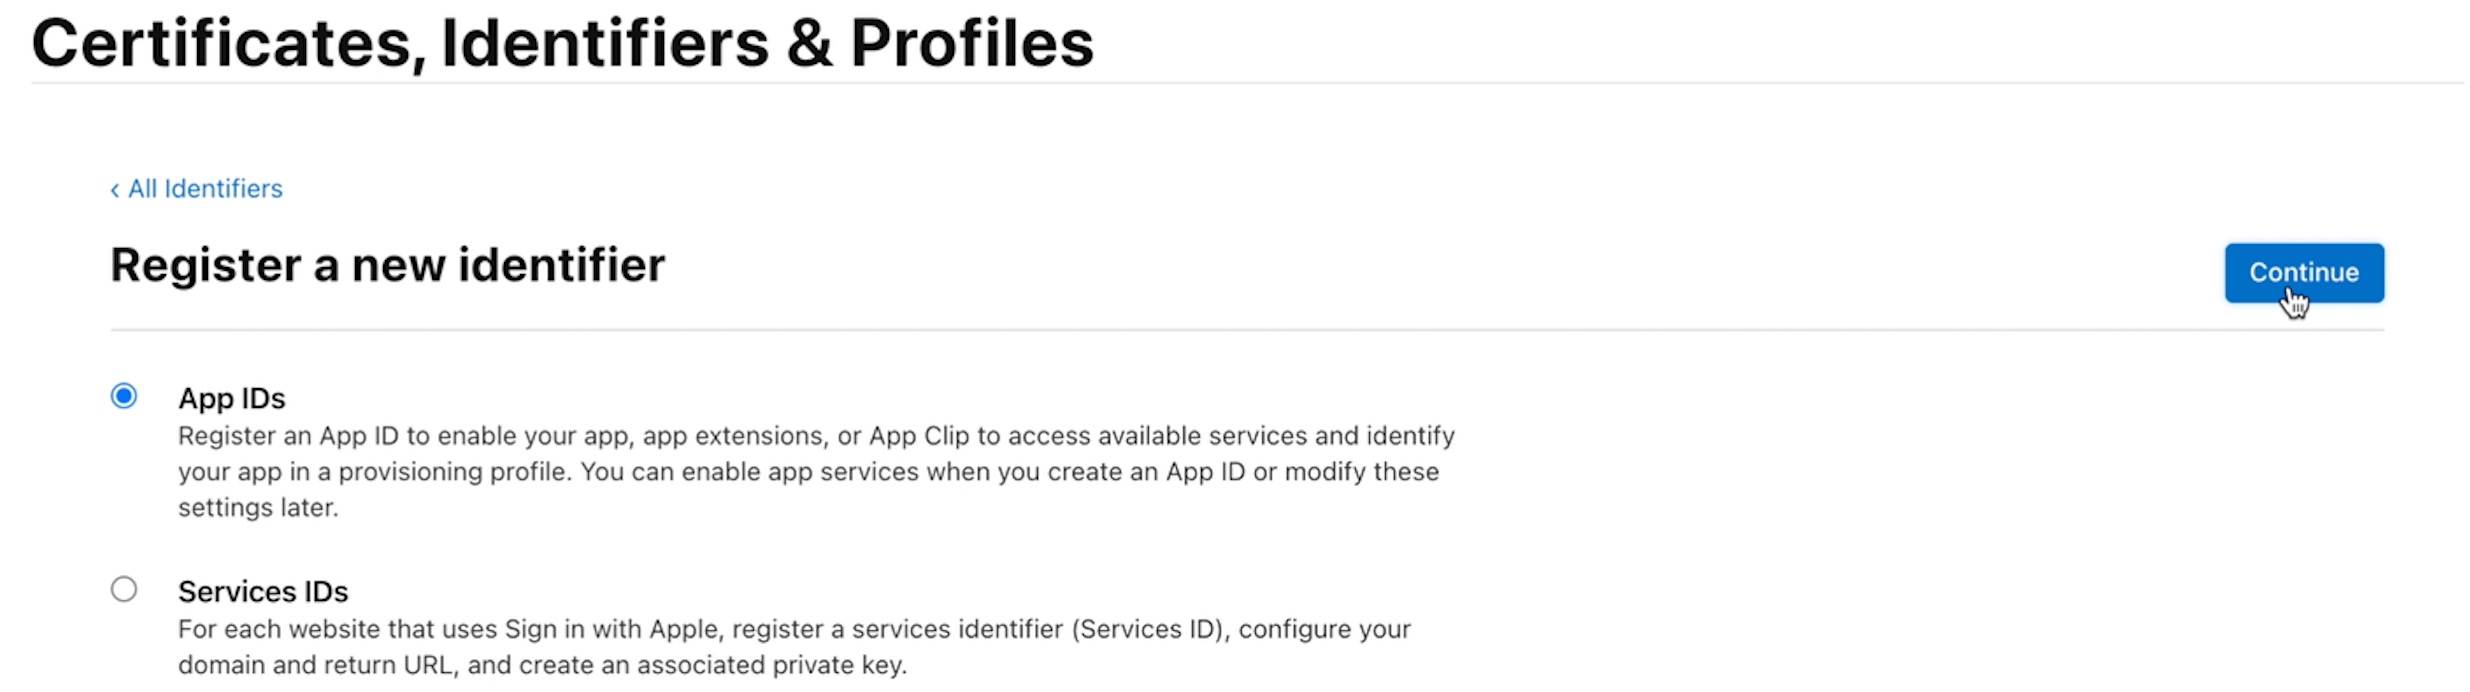 Certificates, Identifiers & Profiles
‹ All Identifiers
Register a new identifier
Continue
App IDs
Register an App ID to enable your app, app extensions, or App Clip to access available services and identify
your app in a provisioning profile. You can enable app services when you create an App ID or modify these
settings later.
Services IDs
For each website that uses Sign in with Apple, register a services identifier (Services ID), configure your
domain and return URL, and create an associated private key.